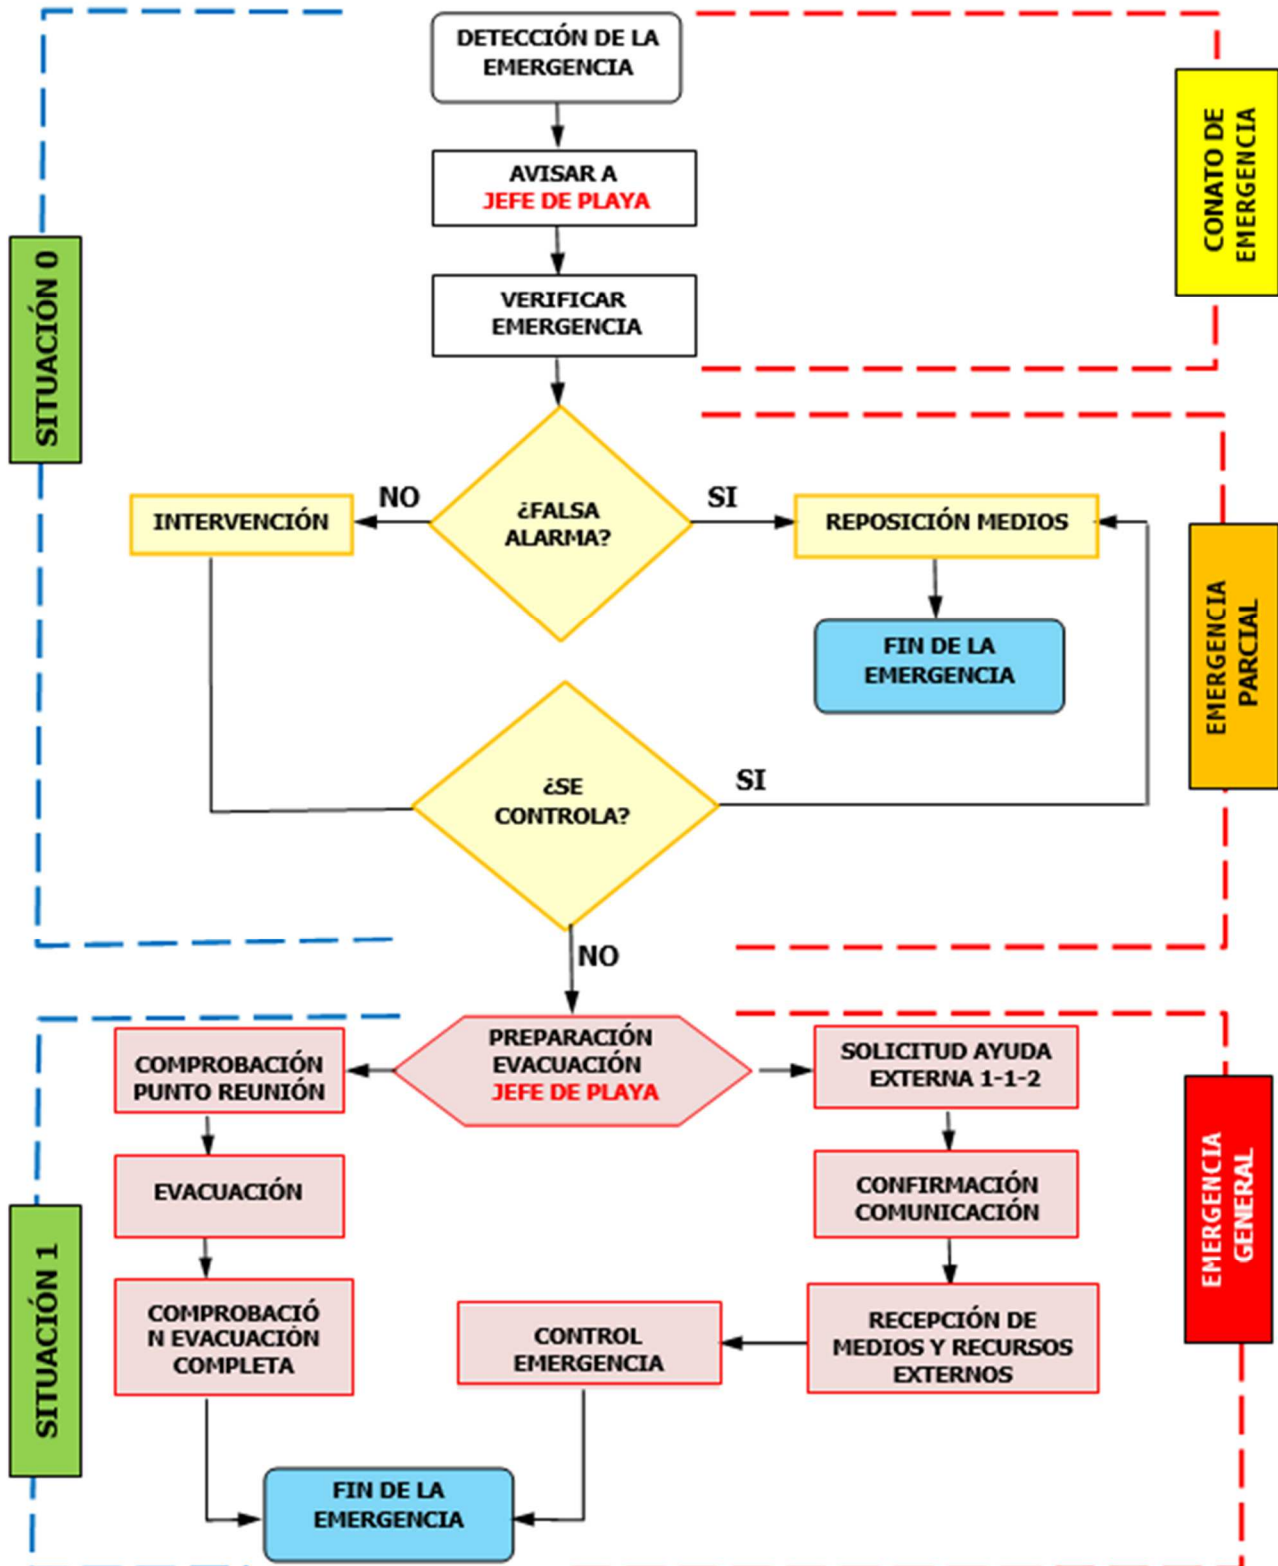 DETECCIÓN DE LA
EMERGENCIA
CONATO DE
EMERGENCIA
AVISAR A
JEFE DE PLAYA
SITUACIÓN 0
VERIFICAR
EMERGENCIA
¿FALSA
ALARMA?
NO
SI
INTERVENCIÓN
REPOSICIÓN MEDIOS
EMERGENCIA
PARCIAL
FIN DE LA
EMERGENCIA
¿SE
CONTROLA?
SI
NO
PREPARACIÓN
EVACUACIÓN
JEFE DE PLAYA
COMPROBACIÓN
PUNTO REUNIÓN
SOLICITUD AYUDA
EXTERNA 1-1-2
EMERGENCIA
GENERAL
SITUACIÓN 1
EVACUACIÓN
CONFIRMACIÓN
COMUNICACIÓN
COMPROBACIÓ
N EVACUACIÓN
COMPLETA
CONTROL
EMERGENCIA
RECEPCIÓN DE
MEDIOS Y RECURSOS
EXTERNOS
FIN DE LA
EMERGENCIA